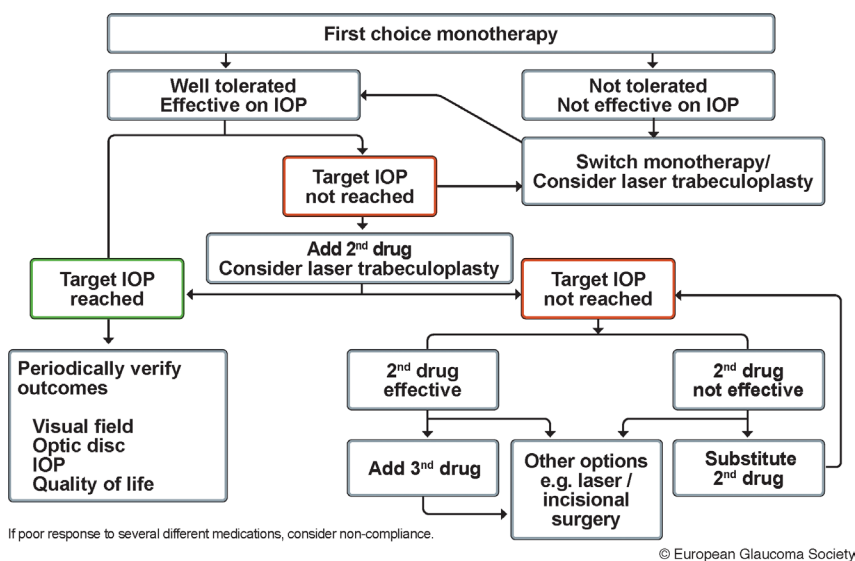 First choice monotherapy
Well tolerated
Effective on IOP
Not tolerated
Not effective on IOP
Switch monotherapy/
Consider laser trabeculoplasty
Target IOP
not reached
Add 2nd drug
Consider laser trabeculoplasty
Target IOP
reached
Target IOP
not reached
Periodically verify
outcomes
Visual field
Optic disc
IOP
Quality of life
2nd drug
effective
2nd drug
not effective
Add 3nd drug
Other options
e.g. laser /
incisional
surgery
Substitute
2nd drug
If poor response to several different medications, consider non-compliance.
© European Glaucoma Society